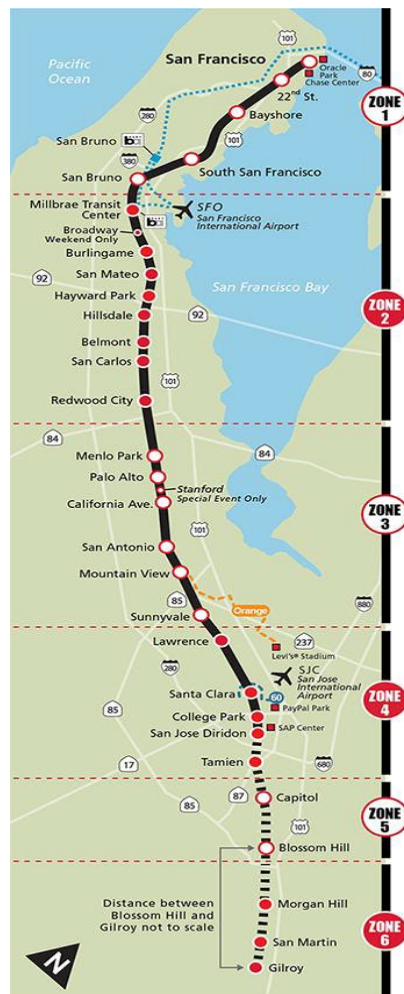 Pacific
Ocean
101
San Francisco
Oracle
Park
Chase Center
80
ZONE
1
22nd St.
280
Bayshore
101
San Bruno
ba
380
South San Francisco
San Bruno
Millbrae Transit
Center
SFO
San Francisco
International Airport
ba
Broadway
Weekend Only
Burlingame
San Mateo
92
San Francisco Bay
Hayward Park
ZONE
2
Hillsdale
92
Belmont
San Carlos
101
Redwood City
84
84
Menlo Park
Palo Alto
Stanford
Special Event Only
California Ave.
ZONE
3
101
San Antonio
Mountain View
85
Orange
880
Sunnyvale
237
Lawrence
Levi's® Stadium
280
SJC
San Jose
International
Airport
Santa Clara
60
ZONE
4
85
PayPal Park
College Park
SAP Center
San Jose Diridon
17
Tamien
680
87
Capitol
85
ZONE
5
101
Blossom Hill
Distance between
Blossom Hill and
Gilroy not to scale
Morgan Hill
ZONE
6
San Martin
Gilroy
N